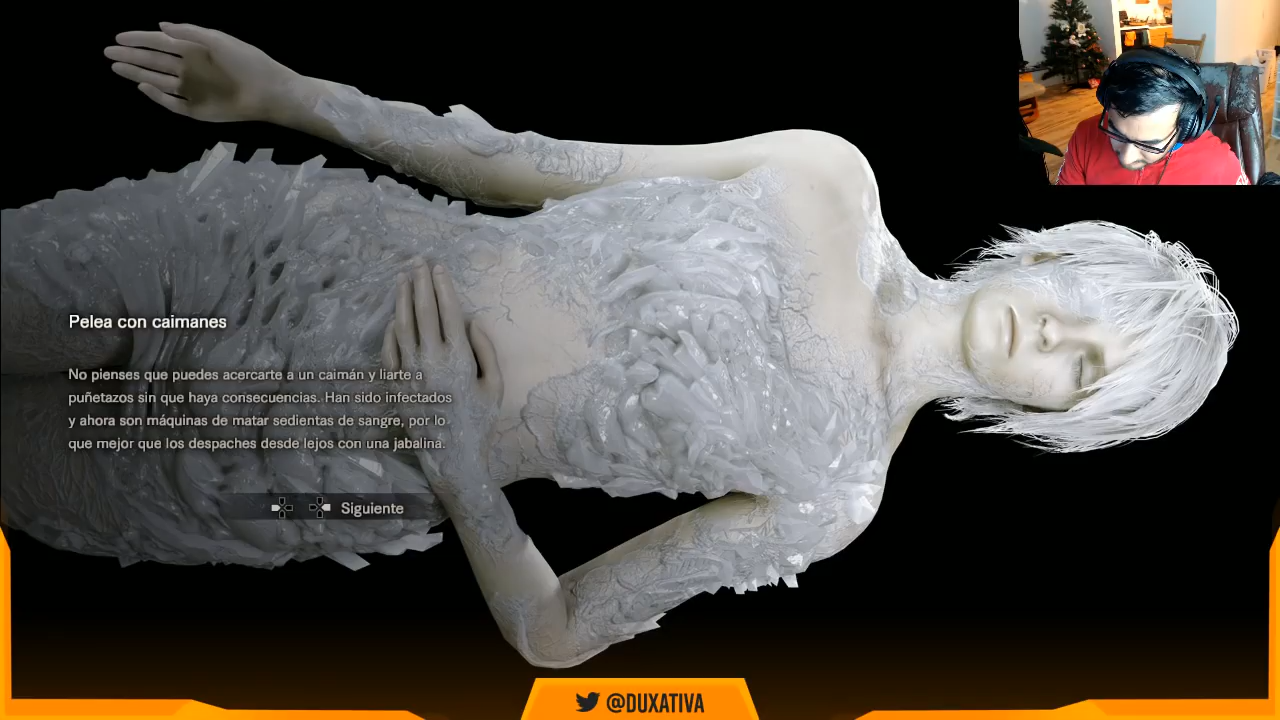 Pelea con caimanes
No pienses que puedes acercarte a un caimán y liarte a
puñetazos sin que haya consecuencias. Han sido infectados
y ahora son máquinas de matar sedientas de sangre, por lo
que mejor que los despaches desde lejos con una jabalina.
Siguiente
@DUXATIVA